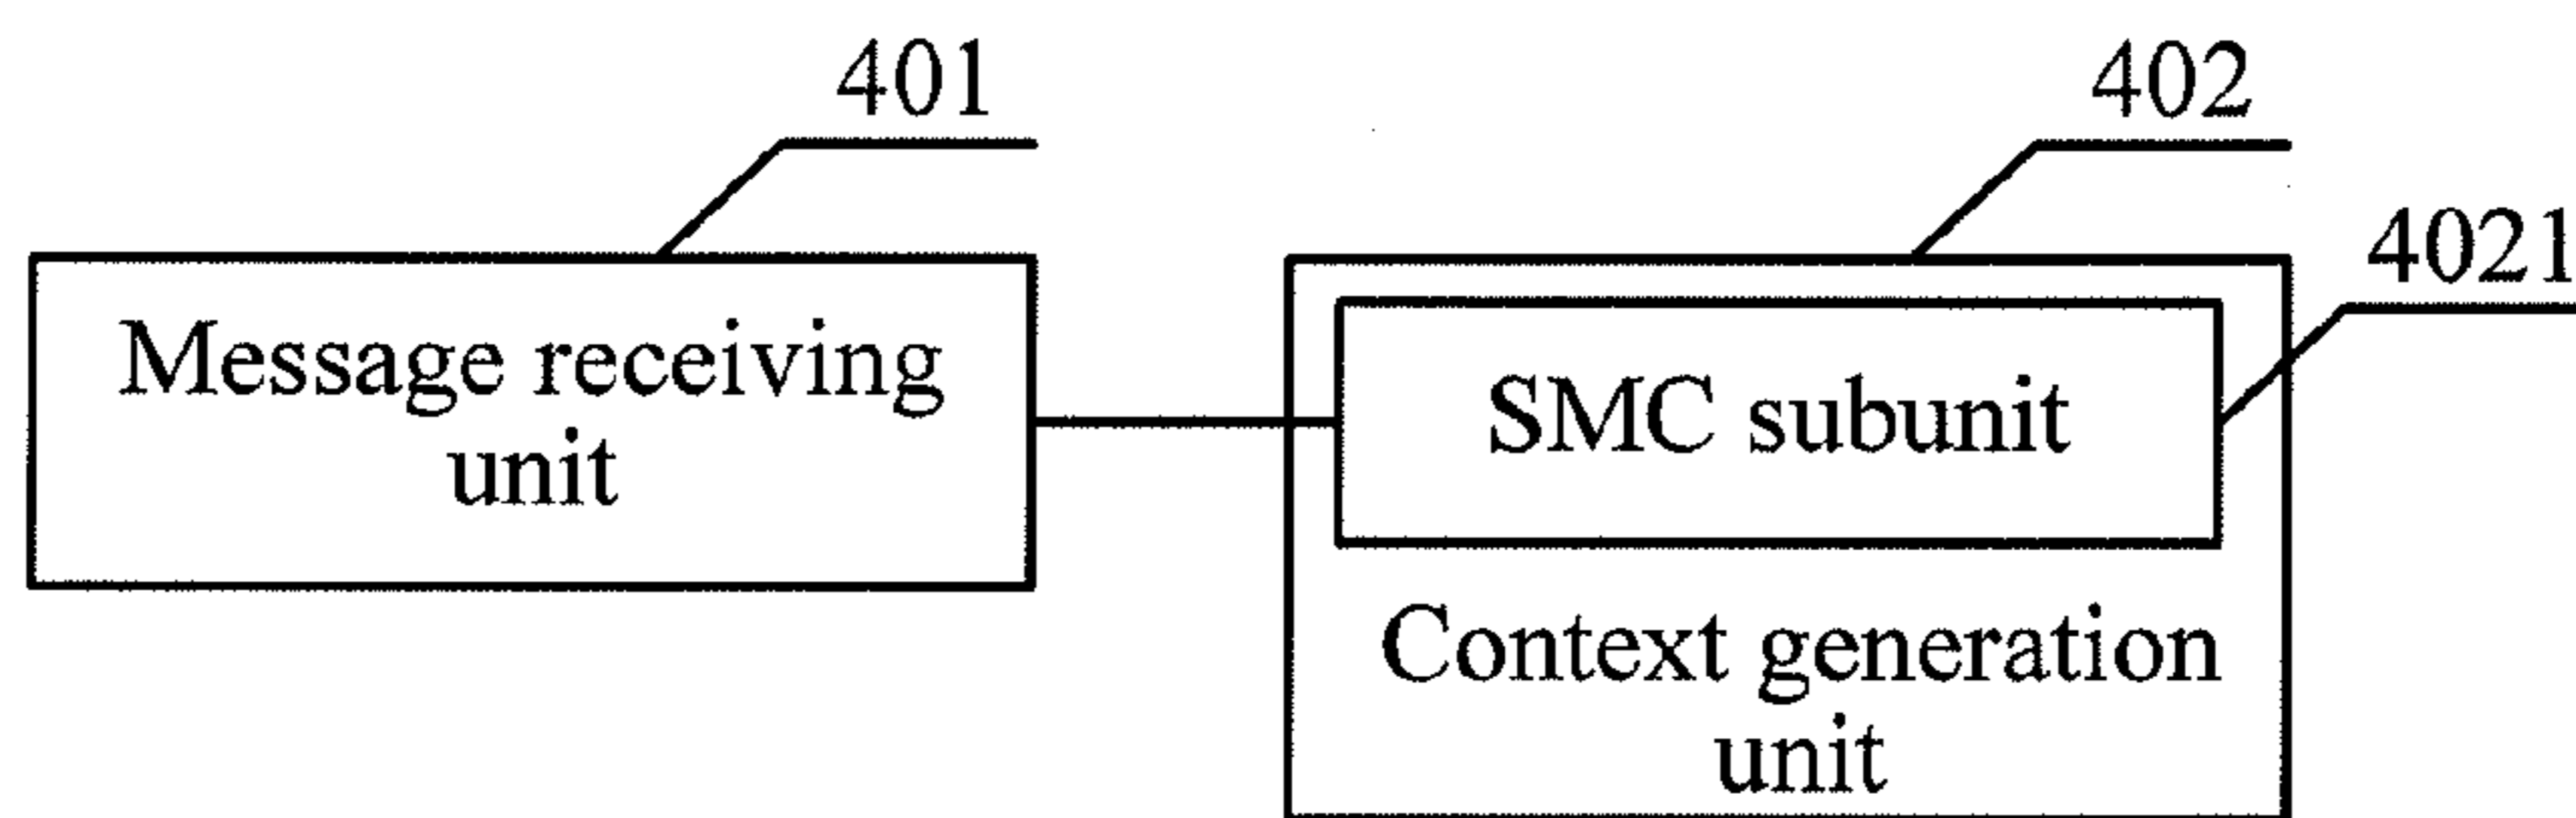 401
402
4021
Message receiving
unit
SMC subunit
Context generation
unit